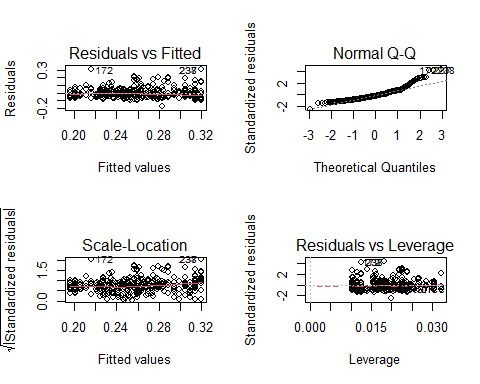 Residuals vs Fitted
Residuals
-0.2
0.3
172
0.20 0.24 0.28 0.32
Fitted values
Normal Q-Q
Standardized residuals
-2
2
-3 -2 -1 0 1 2 3
Theoretical Quantiles
Scale-Location
√|Standardized residuals|
0.0
1.5
172
0.20 0.24 0.28 0.32
Fitted values
Residuals vs Leverage
Standardized residuals
-2
2
0.000 0.015 0.030
Leverage